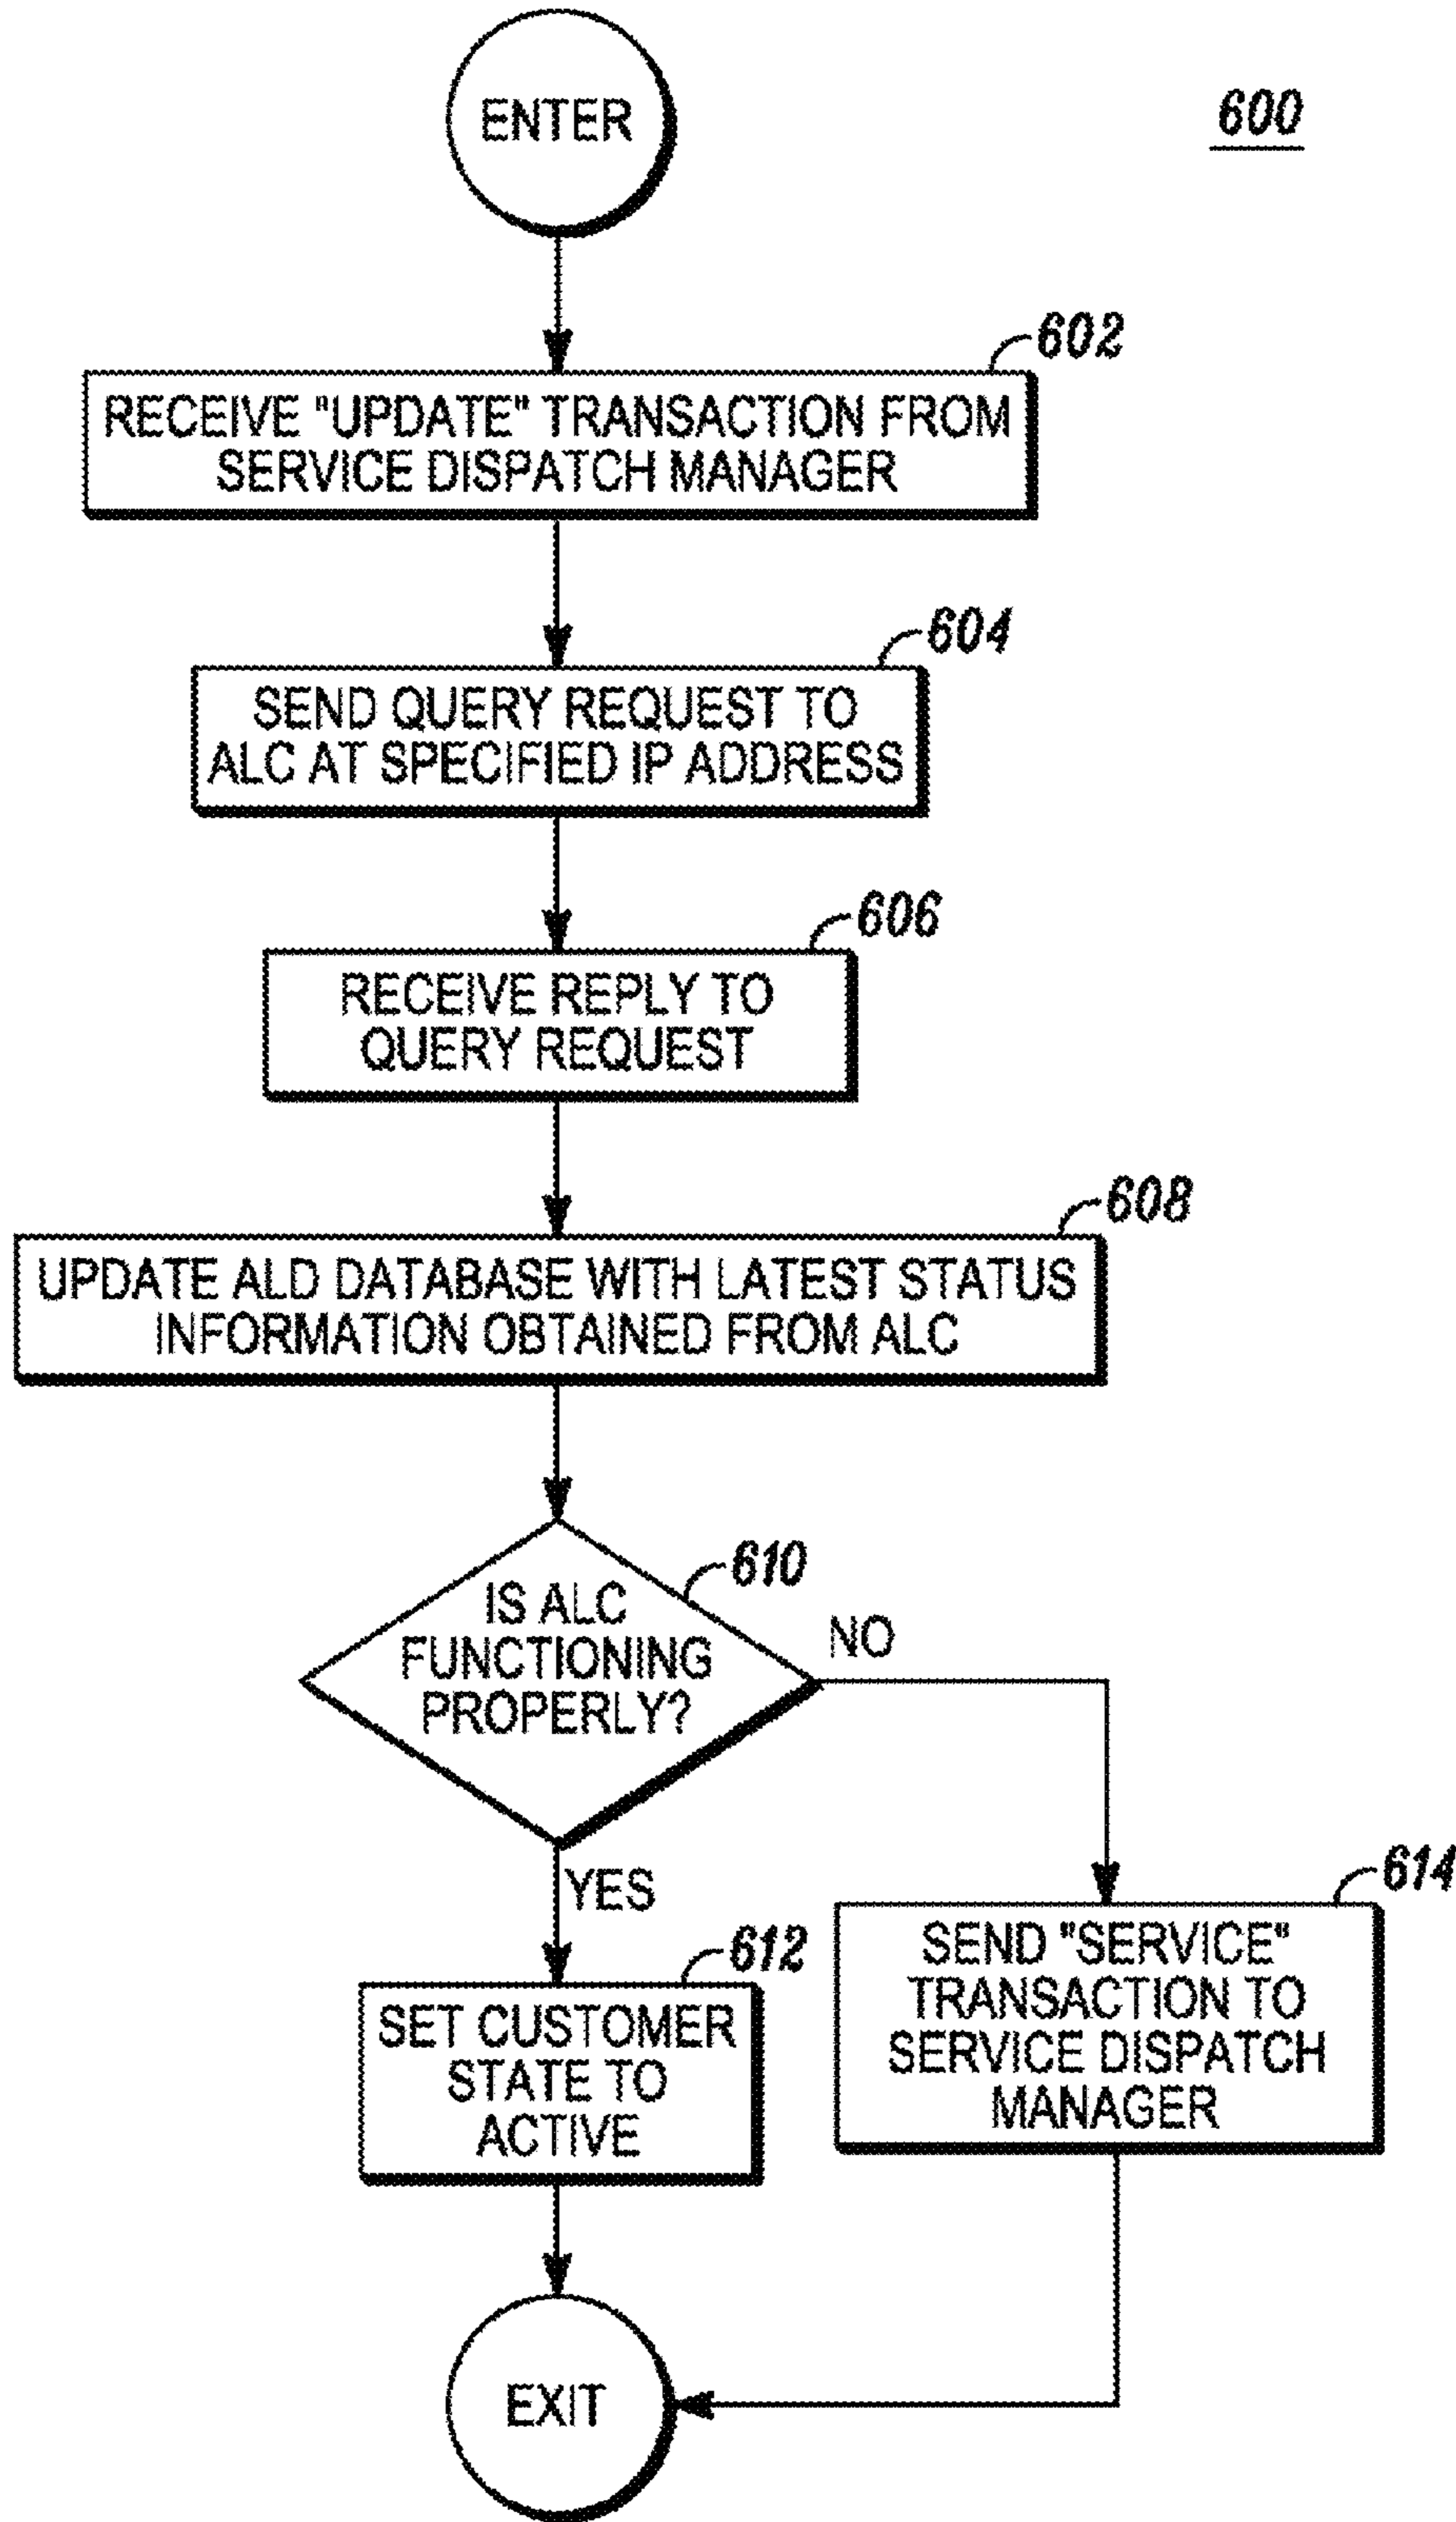 ENTER
600
602
RECEIVE "UPDATE" TRANSACTION FROM
SERVICE DISPATCH MANAGER
604
SEND QUERY REQUEST TO
ALC AT SPECIFIED IP ADDRESS
606
RECEIVE REPLY TO
QUERY REQUEST
608
UPDATE ALD DATABASE WITH LATEST STATUS
INFORMATION OBTAINED FROM ALC
610
IS ALC
FUNCTIONING
PROPERLY?
NO
YES
612
SET CUSTOMER
STATE TO
ACTIVE
614
SEND "SERVICE"
TRANSACTION TO
SERVICE DISPATCH
MANAGER
EXIT